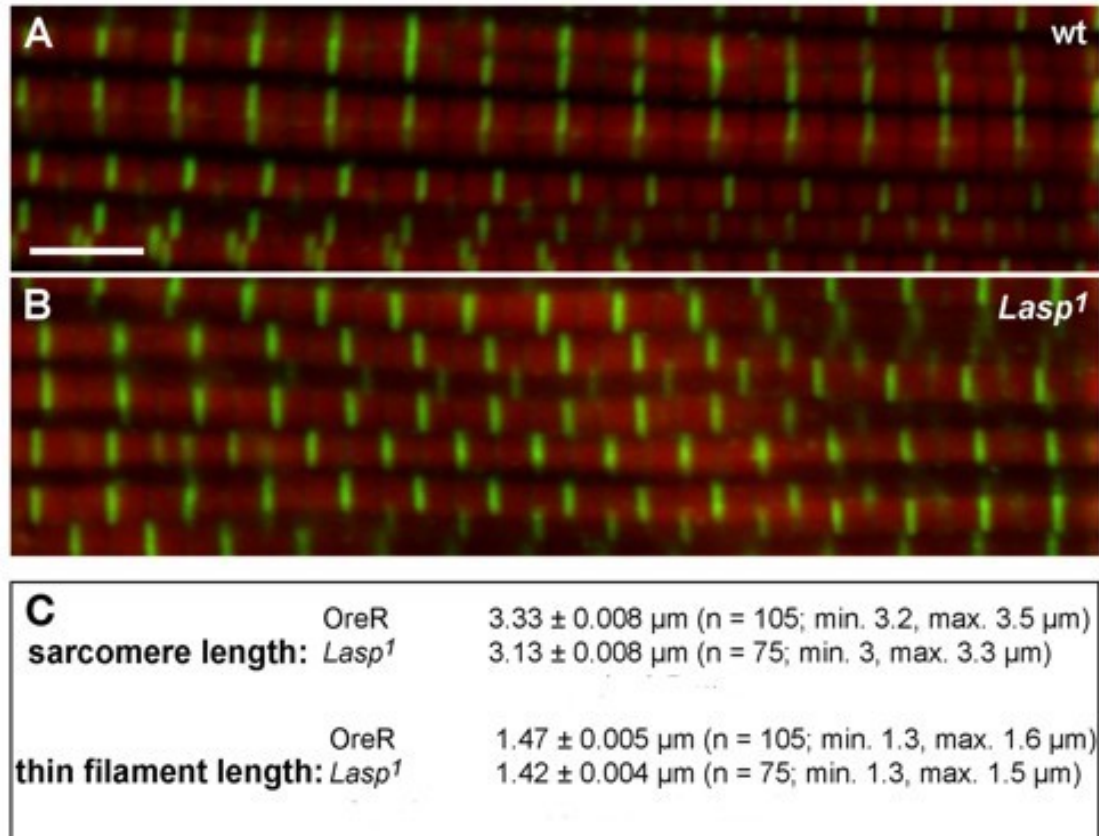 A
wt
B
Lasp1
C
OreR 3.33 ± 0.008 µm (n = 105; min. 3.2, max. 3.5 µm)
sarcomere length: Lasp1 3.13 ± 0.008 µm (n = 75; min. 3, max. 3.3 µm)
OreR 1.47 ± 0.005 µm (n = 105; min. 1.3, max. 1.6 µm)
thin filament length: Lasp1 1.42 ± 0.004 µm (n = 75; min. 1.3, max. 1.5 µm)